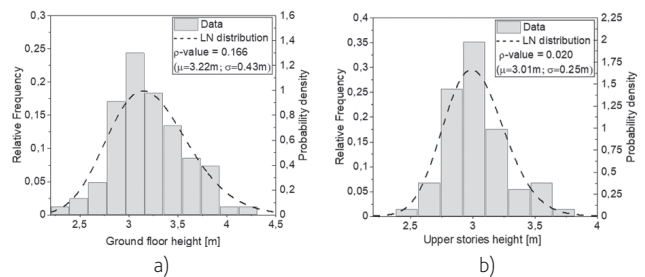 0,3
0,25
0,2
0,15
0,1
0,05
0
Relative Frequency
Data
LN distribution
ρ-value = 0.166
(μ=3.22m; σ=0.43m)
1,6
1,4
1,2
1,0
0,8
0,6
0,4
0,2
0,0
Probability density
2,5 3 3,5 4 4,5
Ground floor height [m]
a)
0,4
0,35
0,3
0,25
0,2
0,15
0,1
0,05
0
Relative Frequency
Data
LN distribution
ρ-value = 0.020
(μ=3.01m; σ=0.25m)
2,25
2
1,75
1,5
1,25
1
0,75
0,5
0,25
0
Probability density
2,5 3 3,5 4
Upper stories height [m]
b)